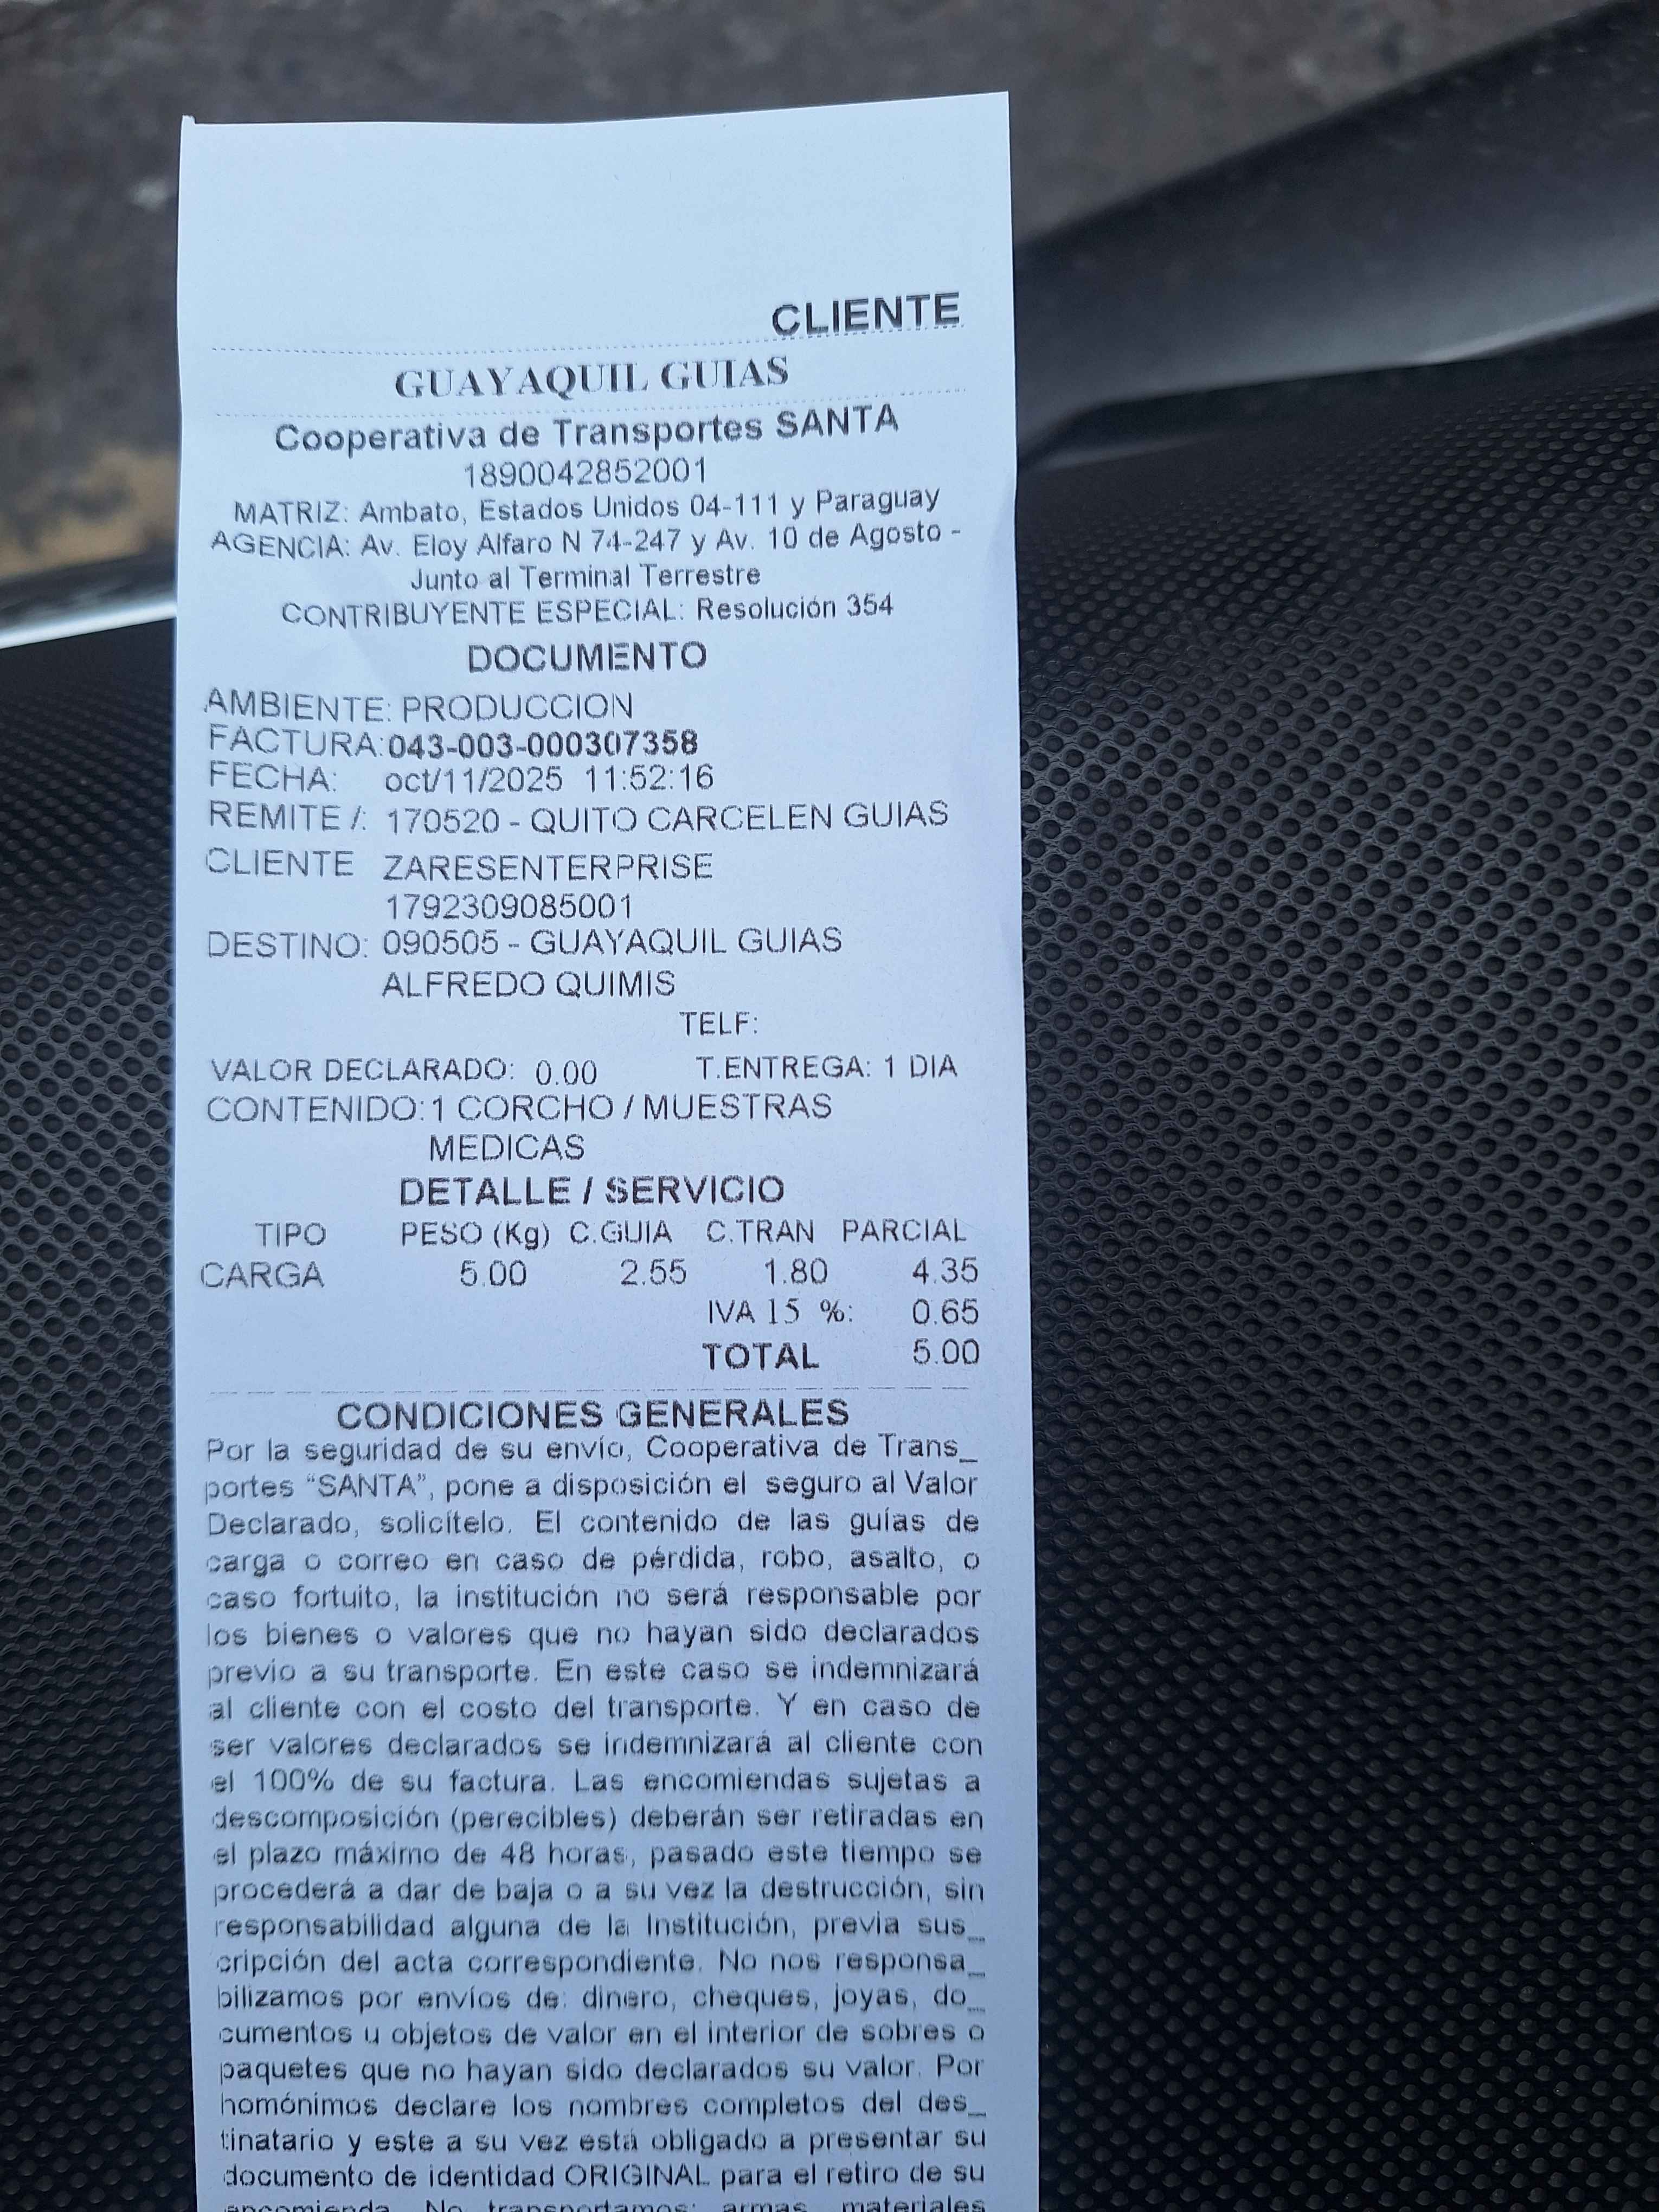 CLIENTE
GUAYAQUIL GUIAS
Cooperativa de Transportes SANTA
1890042852001
MATRIZ: Ambato, Estados Unidos 04-111 y Paraguay
AGENCIA: Av. Eloy Alfaro N 74-247 y Av. 10 de Agosto -
Junto al Terminal Terrestre
CONTRIBUYENTE ESPECIAL: Resolución 354
DOCUMENTO
AMBIENTE: PRODUCCION
FACTURA:043-003-000307358
FECHA: oct/11/2025 11:52:16
REMITE /: 170520 - QUITO CARCELEN GUIAS
CLIENTE ZARESENTERPRISE
1792309085001
DESTINO: 090505 - GUAYAQUIL GUIAS
ALFREDO QUIMIS
TELF:
VALOR DECLARADO: 0.00 T.ENTREGA: 1 DIA
CONTENIDO:1 CORCHO / MUESTRAS
MEDICAS
DETALLE / SERVICIO
TIPO PESO (Kg) C.GUIA C.TRAN PARCIAL
CARGA 5.00 2.55 1.80 4.35
IVA 15 %: 0.65
TOTAL 5.00
CONDICIONES GENERALES
Por la seguridad de su envío, Cooperativa de Trans_
portes “SANTA”, pone a disposición el seguro al Valor
Declarado, solicítelo. El contenido de las guías de
carga o correo en caso de pérdida, robo, asalto, o
caso fortuito, la institución no será responsable por
los bienes o valores que no hayan sido declarados
previo a su transporte. En este caso se indemnizará
al cliente con el costo del transporte. Y en caso de
ser valores declarados se indemnizará al cliente con
el 100% de su factura. Las encomiendas sujetas a
descomposición (perecibles) deberán ser retiradas en
el plazo máximo de 48 horas, pasado este tiempo se
procederá a dar de baja o a su vez la destrucción, sin
responsabilidad alguna de la Institución, previa sus_
cripción del acta correspondiente. No nos responsa_
bilizamos por envíos de: dinero, cheques, joyas, do_
cumentos u objetos de valor en el interior de sobres o
paquetes que no hayan sido declarados su valor. Por
homónimos declare los nombres completos del des_
tinatario y este a su vez está obligado a presentar su
documento de identidad ORIGINAL para el retiro de su
encomienda. No transportamos: armas, materiales